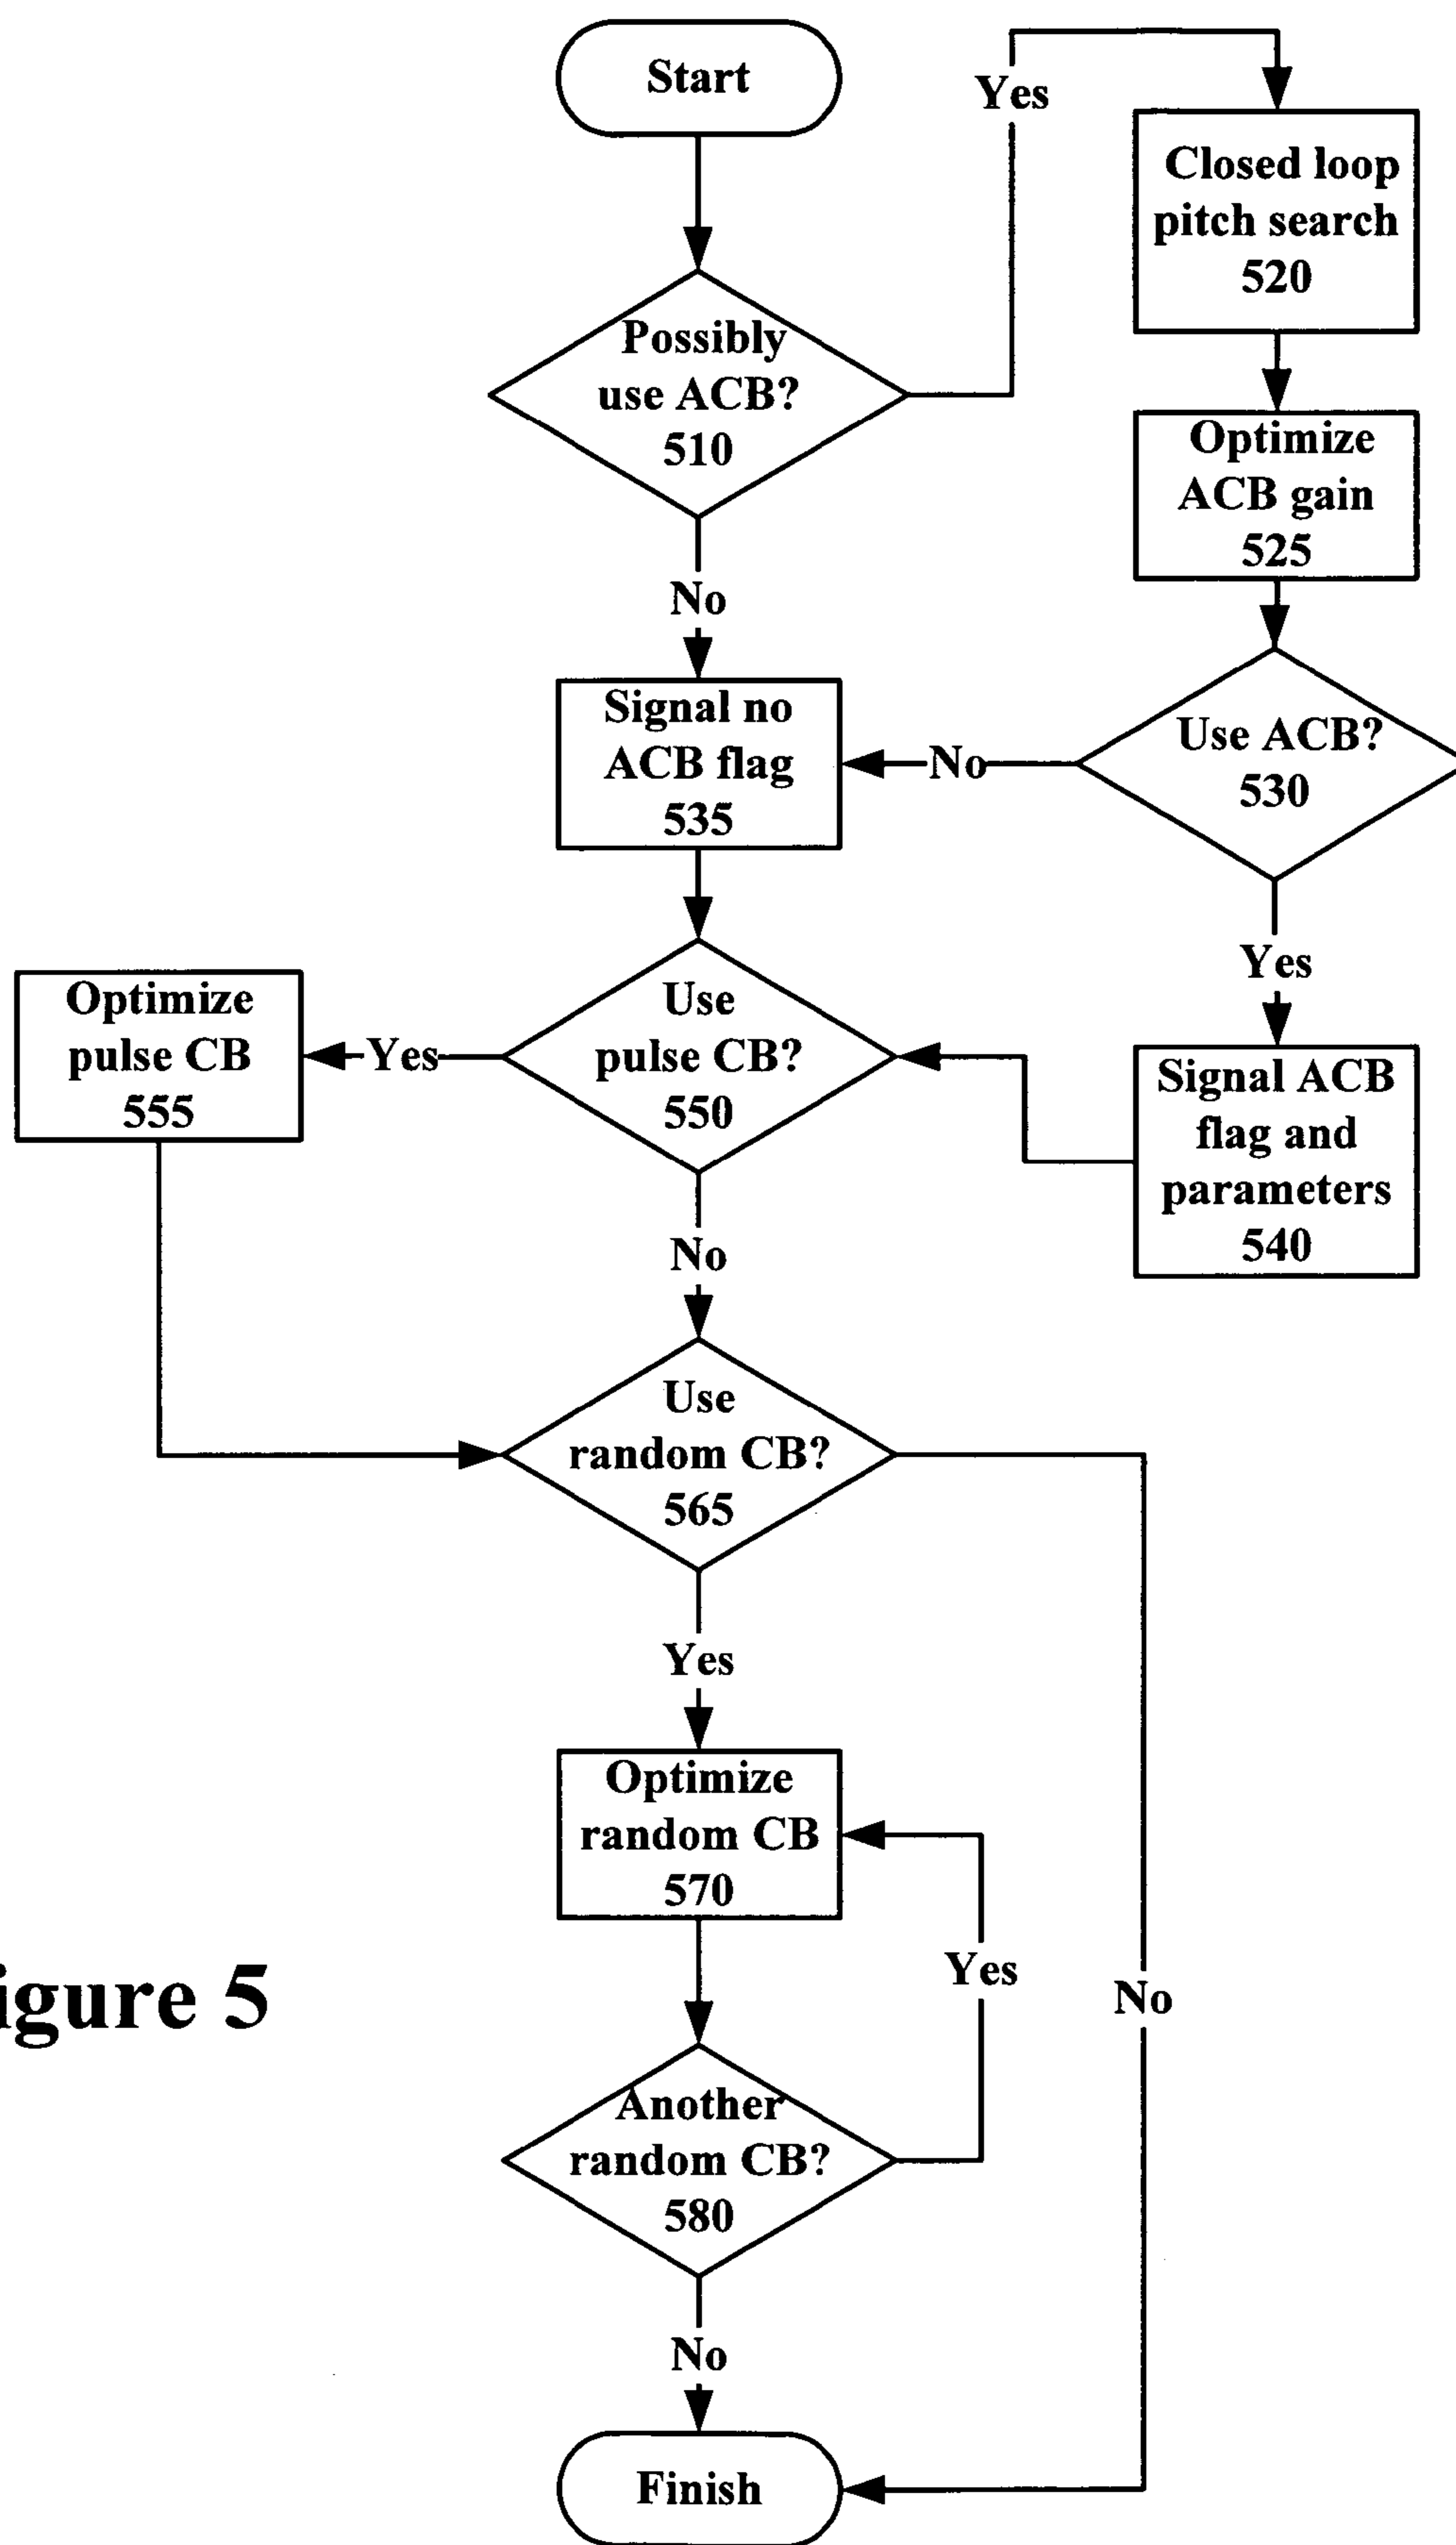 Start
Yes
Closed loop
pitch search
520
Possibly
use ACB?
510
Optimize
ACB gain
525
No
Signal no
ACB flag
535
No
Use ACB?
530
Yes
Optimize
pulse CB
555
Yes
Use
pulse CB?
550
Signal ACB
flag and
parameters
540
No
Use
random CB?
565
Yes
Optimize
random CB
570
Yes
No
igure 5
Another
random CB?
580
No
Finish